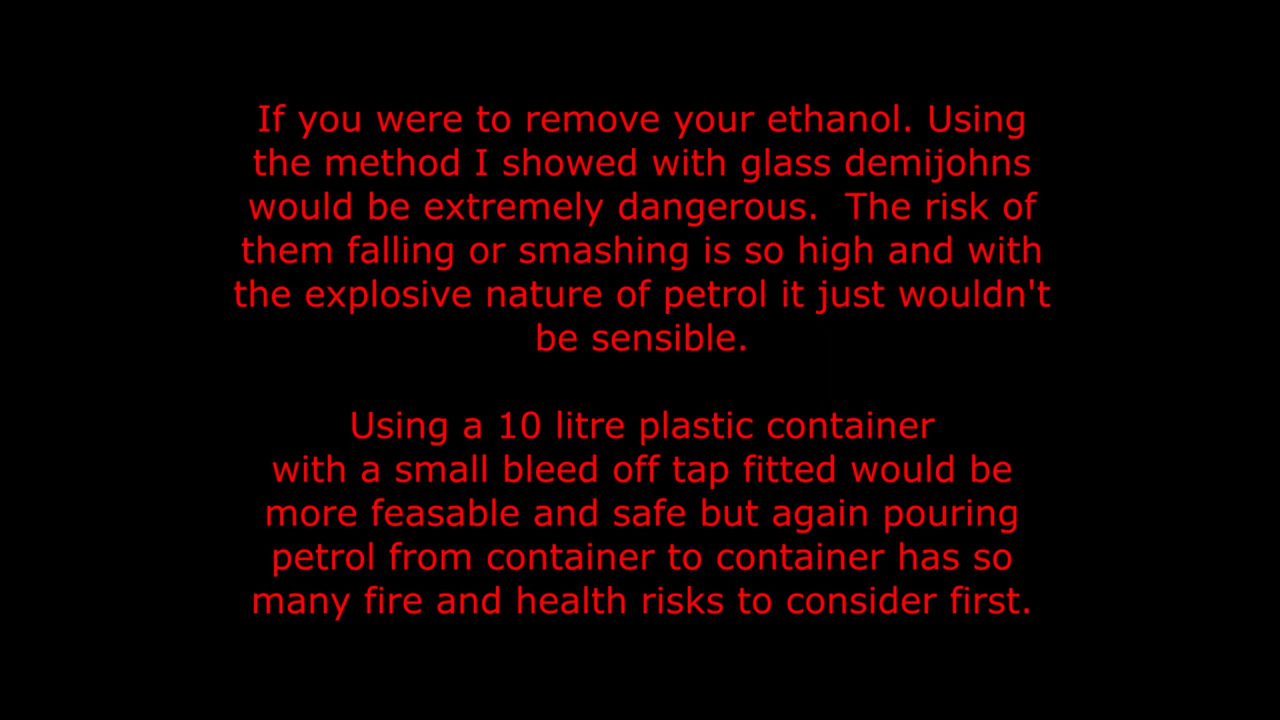 If you were to remove your ethanol. Using
the method I showed with glass demijohns
would be extremely dangerous.  The risk of
them falling or smashing is so high and with
the explosive nature of petrol it just wouldn't
be sensible.
Using a 10 litre plastic container
with a small bleed off tap fitted would be
more feasable and safe but again pouring
petrol from container to container has so
many fire and health risks to consider first.